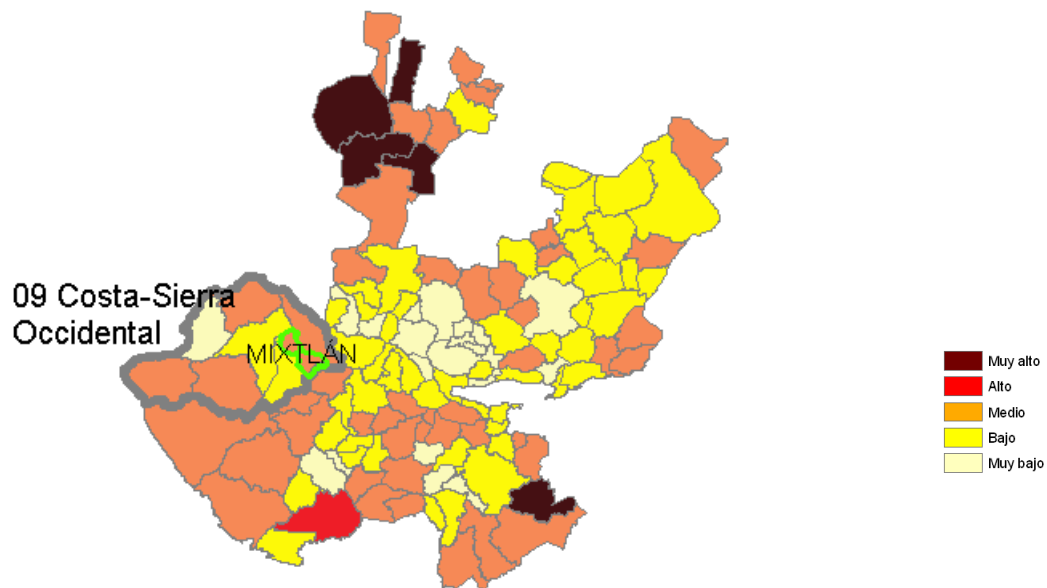 09 Costa-Sierra
Occidental
MIXTLÁN
Muy alto
Alto
Medio
Bajo
Muy bajo